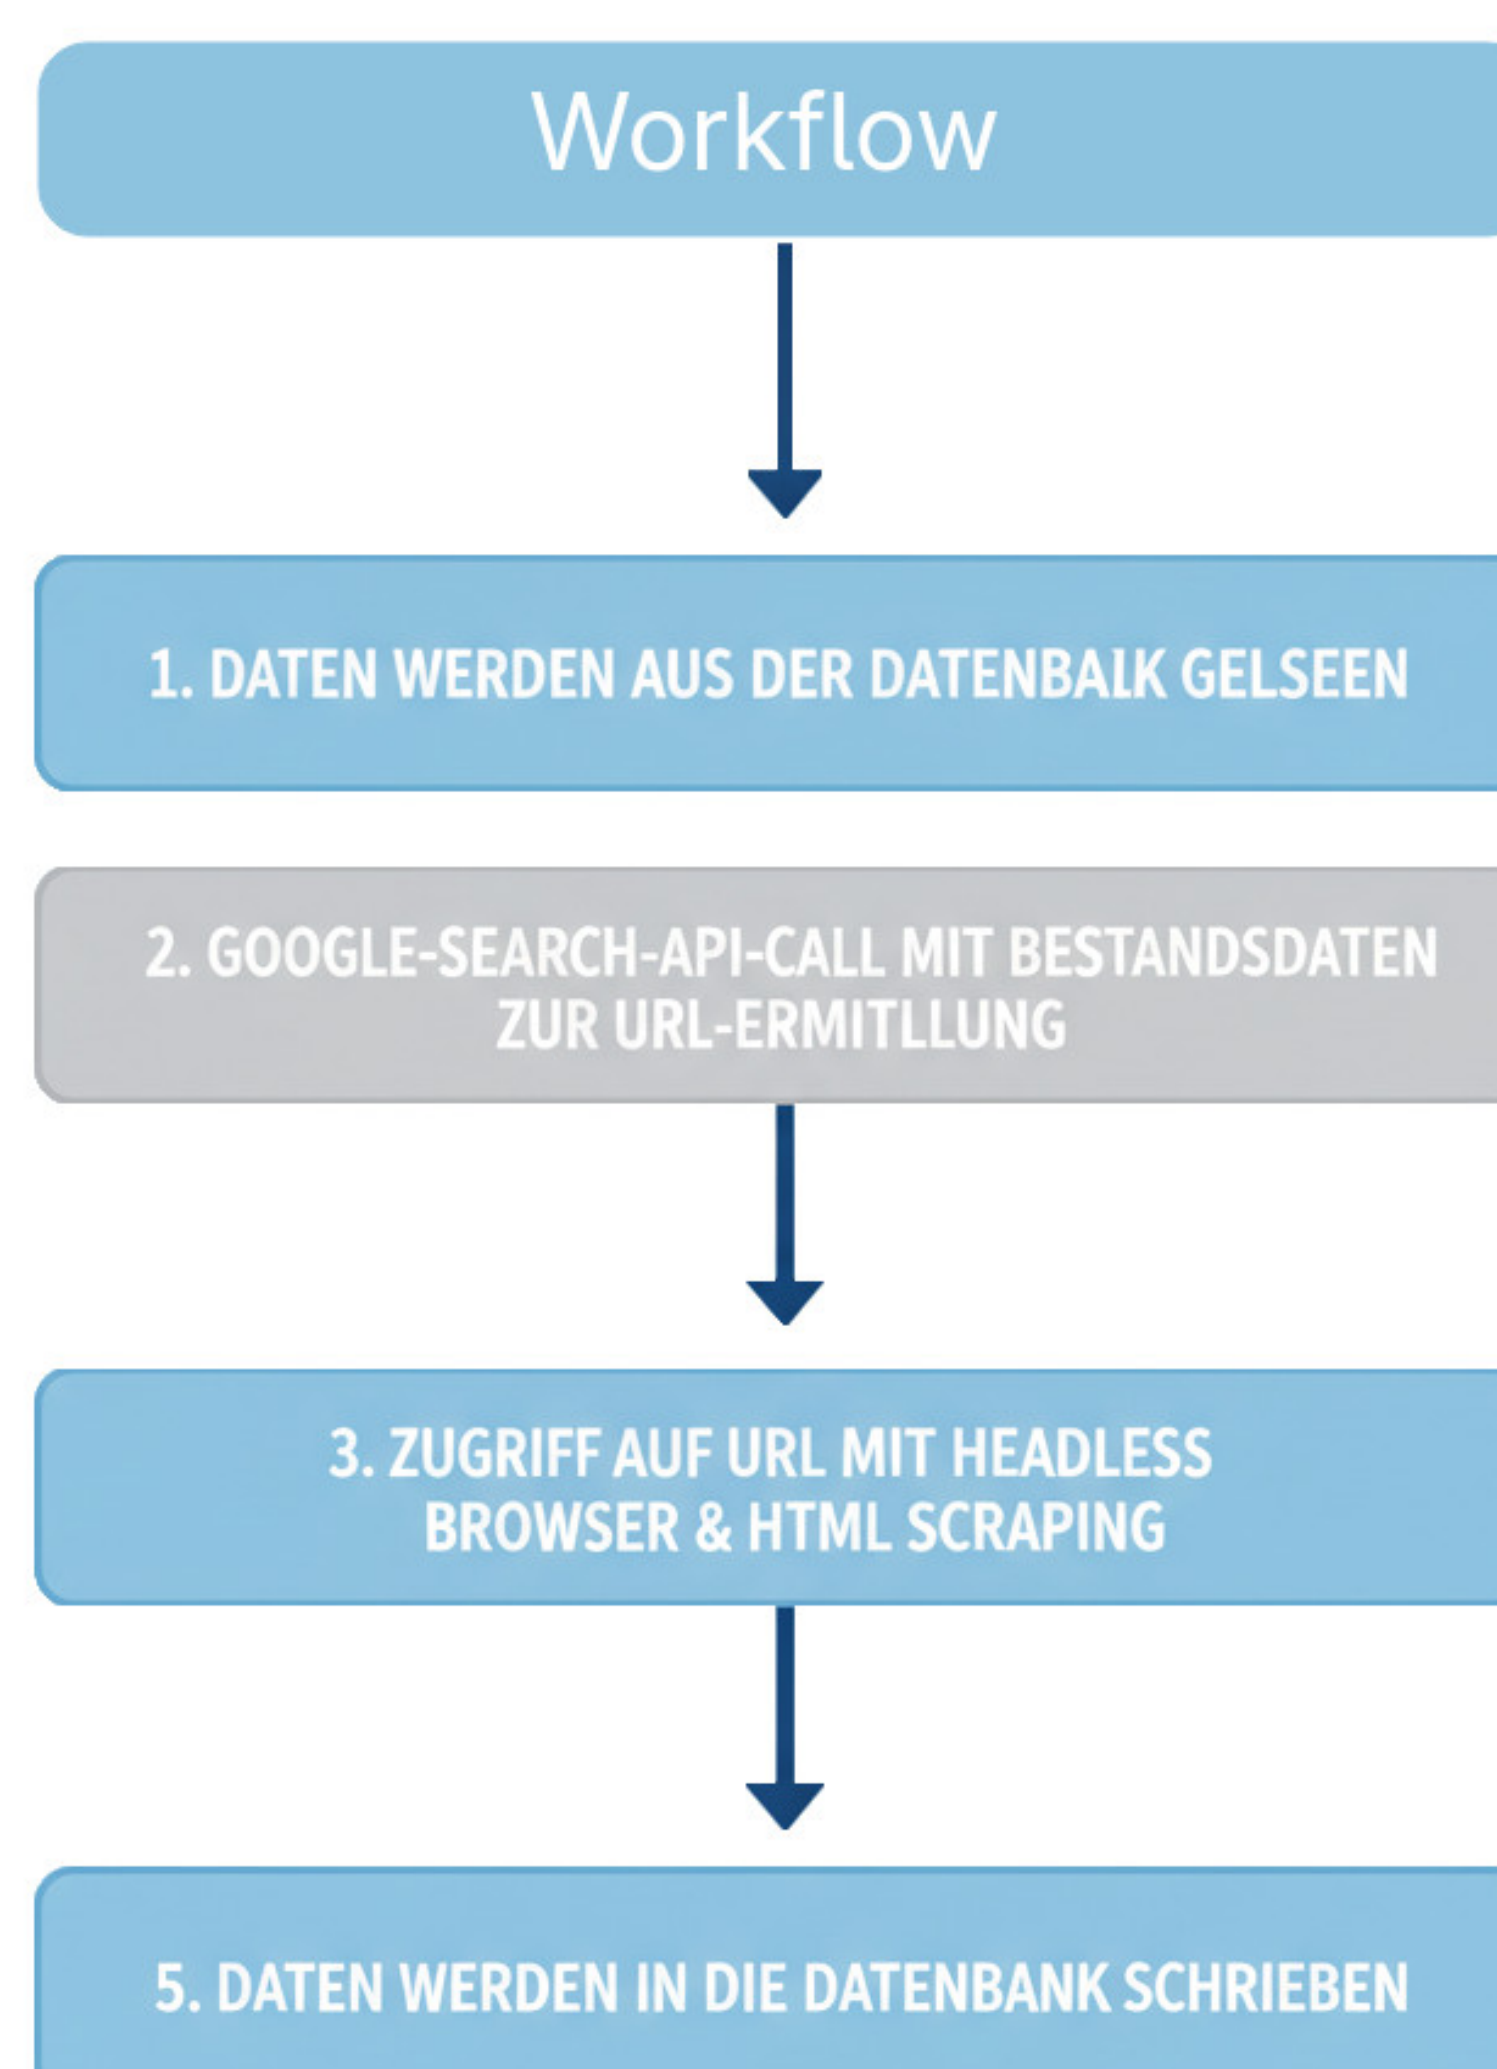 Workflow
1. DATEN WERDEN AUS DER DATENBAIK GELSEEN
2. GOOGLE-SEARCH-API-CALL MIT BESTANDSDATEN
ZUR URL-ERMITLLUNG
3. ZUGRIFF AUF URL MIT HEADLESS
BROWSER & HTML SCRAPING
5. DATEN WERDEN IN DIE DATENBANK SCHRIEBEN